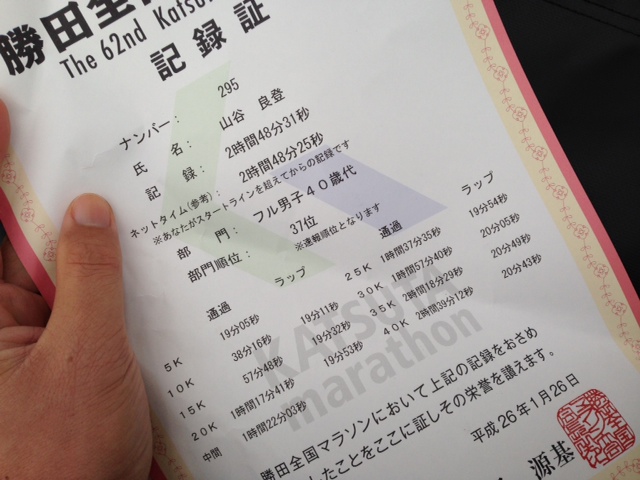 勝田全
The 62nd Katsu
記録証
ナンバー： 295
氏 名： 山谷 良登
記 録： 2時間48分31秒
ネットタイム(参考)： 2時間48分25秒
※あなたがスタートラインを超えてからの記録です
部 門： フル男子４０歳代
部門順位： 37位
※速報順位となります
通過 ラップ
５Ｋ 19分05秒
１０Ｋ 38分16秒 19分11秒
１５Ｋ 57分48秒 19分32秒
２０Ｋ 1時間17分41秒 19分53秒
中間 1時間22分03秒
通過 ラップ
２５Ｋ 1時間37分35秒 19分54秒
３０Ｋ 1時間57分40秒 20分05秒
３５Ｋ 2時間18分29秒 20分49秒
４０Ｋ 2時間39分12秒 20分43秒
KATSUTA
marathon
勝田全国マラソンにおいて上記の記録をおさめ
したことをここに証しその栄誉を讃えます。
平成26年1月26日
源基